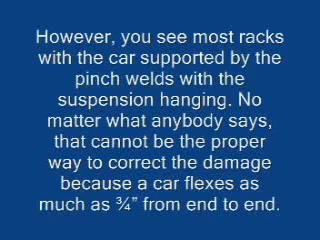 However, you see most racks
with the car supported by the
pinch welds with the
suspension hanging. No
matter what anybody says,
that cannot be the proper
way to correct the damage
because a car flexes as
much as ¾” from end to end.